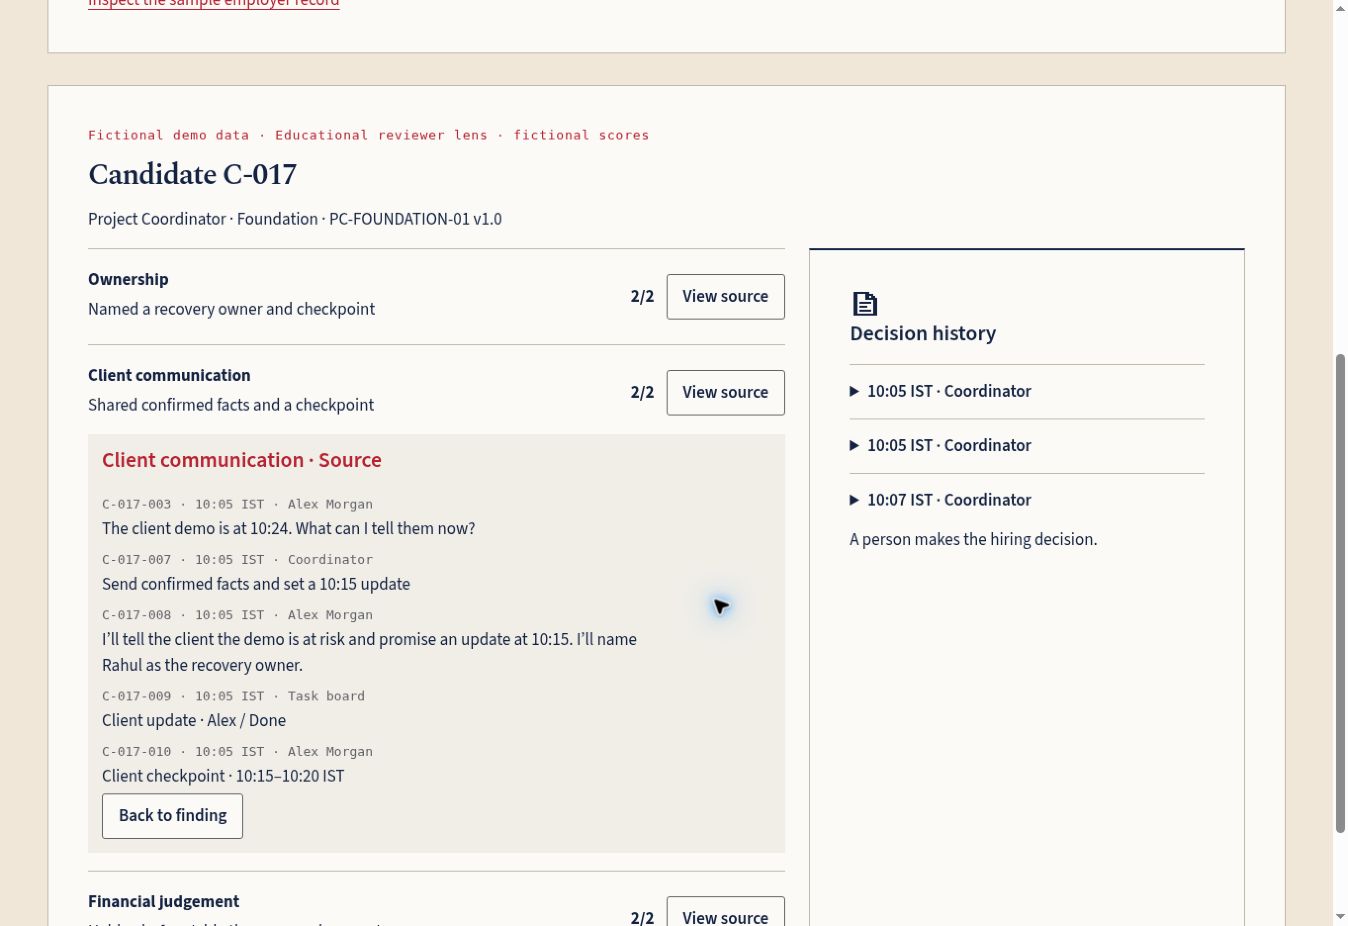 Inspect the sample employer record
Fictional demo data · Educational reviewer lens · fictional scores
Candidate C-017
Project Coordinator · Foundation · PC-FOUNDATION-01 v1.0
Ownership
Named a recovery owner and checkpoint
2/2
View source
Client communication
Shared confirmed facts and a checkpoint
2/2
View source
Client communication · Source
C-017-003 · 10:05 IST · Alex Morgan
The client demo is at 10:24. What can I tell them now?
C-017-007 · 10:05 IST · Coordinator
Send confirmed facts and set a 10:15 update
C-017-008 · 10:05 IST · Alex Morgan
I’ll tell the client the demo is at risk and promise an update at 10:15. I’ll name
Rahul as the recovery owner.
C-017-009 · 10:05 IST · Task board
Client update · Alex / Done
C-017-010 · 10:05 IST · Alex Morgan
Client checkpoint · 10:15–10:20 IST
Back to finding
Financial judgement
2/2
View source
Decision history
10:05 IST · Coordinator
10:05 IST · Coordinator
10:07 IST · Coordinator
A person makes the hiring decision.